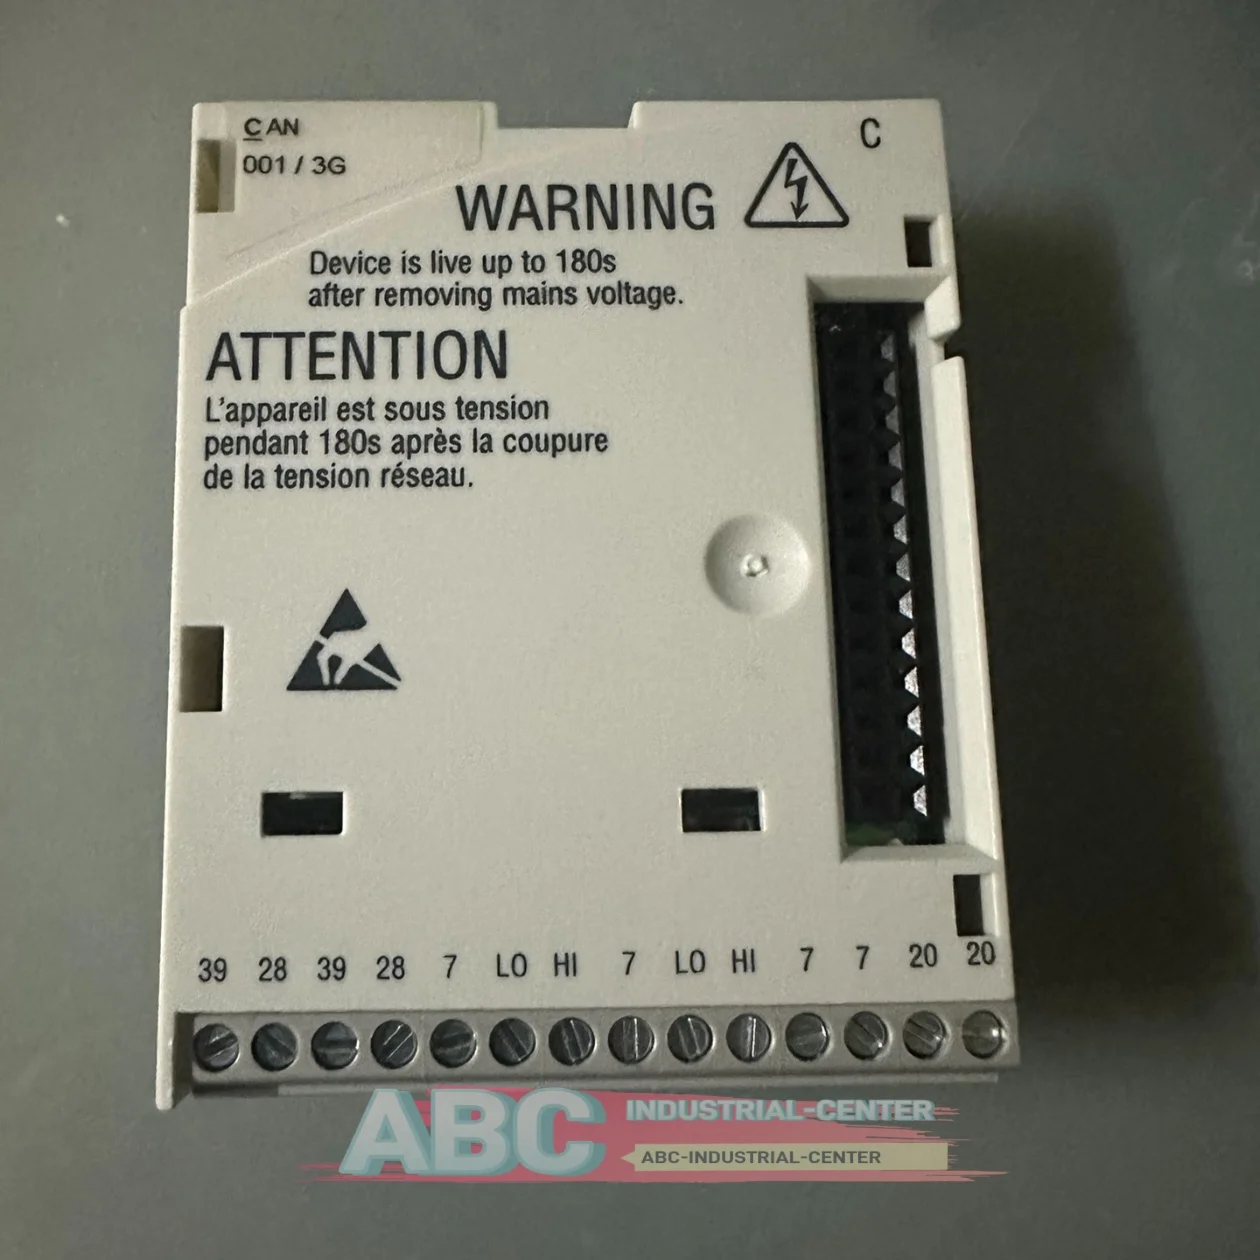 CAN
001 / 3G
C
WARNING
Device is live up to 180s
after removing mains voltage.
ATTENTION
L'appareil est sous tension
pendant 180s après la coupure
de la tension réseau.
39 28 39 28 7 LO HI 7 LO HI 7 7 20 20
ABC INDUSTRIAL-CENTER
ABC-INDUSTRIAL-CENTER